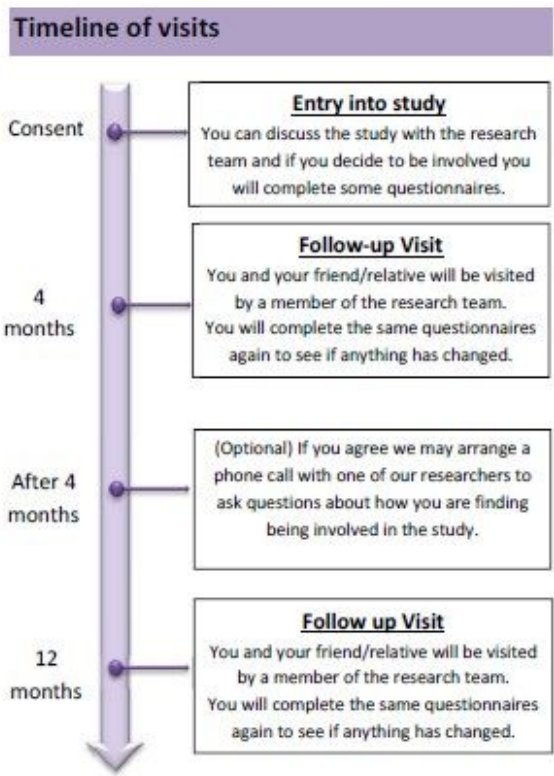 Timeline of visits
Consent
Entry into study
You can discuss the study with the research
team and if you decide to be involved you
will complete some questionnaires.
4
months
Follow-up Visit
You and your friend/relative will be visited
by a member of the research team.
You will complete the same questionnaires
again to see if anything has changed.
After 4
months
(Optional) If you agree we may arrange a
phone call with one of our researchers to
ask questions about how you are finding
being involved in the study.
12
months
Follow up Visit
You and your friend/relative will be visited
by a member of the research team.
You will complete the same questionnaires
again to see if anything has changed.